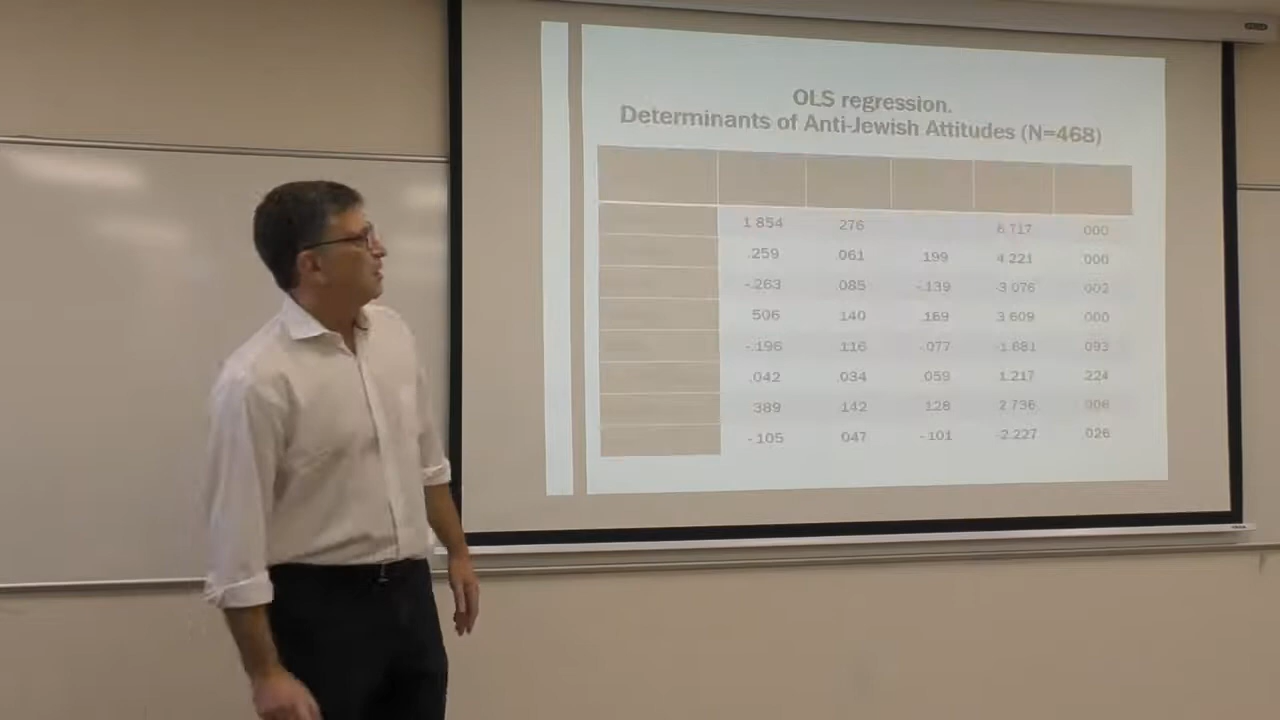 OLS regression.
Determinants of Anti-Jewish Attitudes (N=468)
1.854 .276 6.717 .000
.259 .061 .199 4.221 .000
-.263 .085 -.139 -3.076 .002
.506 .140 .169 3.609 .000
-.196 .116 -.077 -1.681 .093
.042 .034 .059 1.217 .224
.389 .142 .128 2.736 .006
-.105 .047 -.101 -2.227 .026